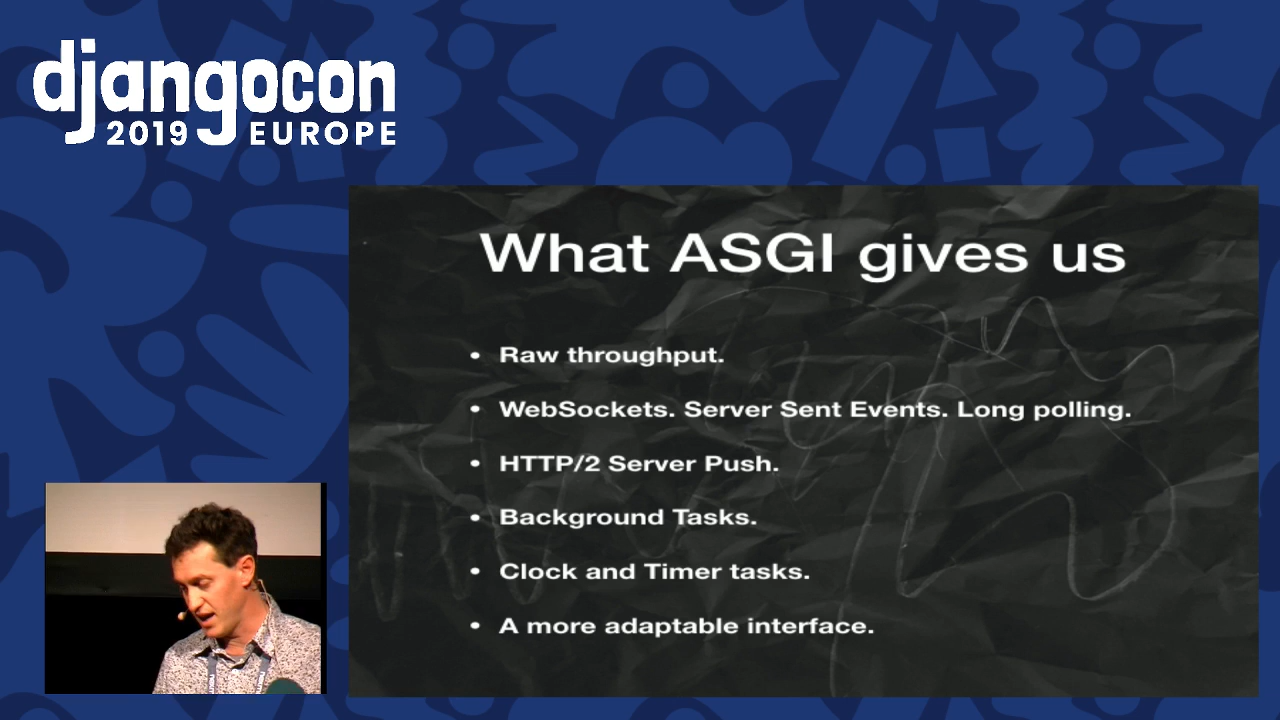 djangocon
2019 EUROPE
What ASGI gives us
• Raw throughput.
• WebSockets. Server Sent Events. Long polling.
• HTTP/2 Server Push.
• Background Tasks.
• Clock and Timer tasks.
• A more adaptable interface.